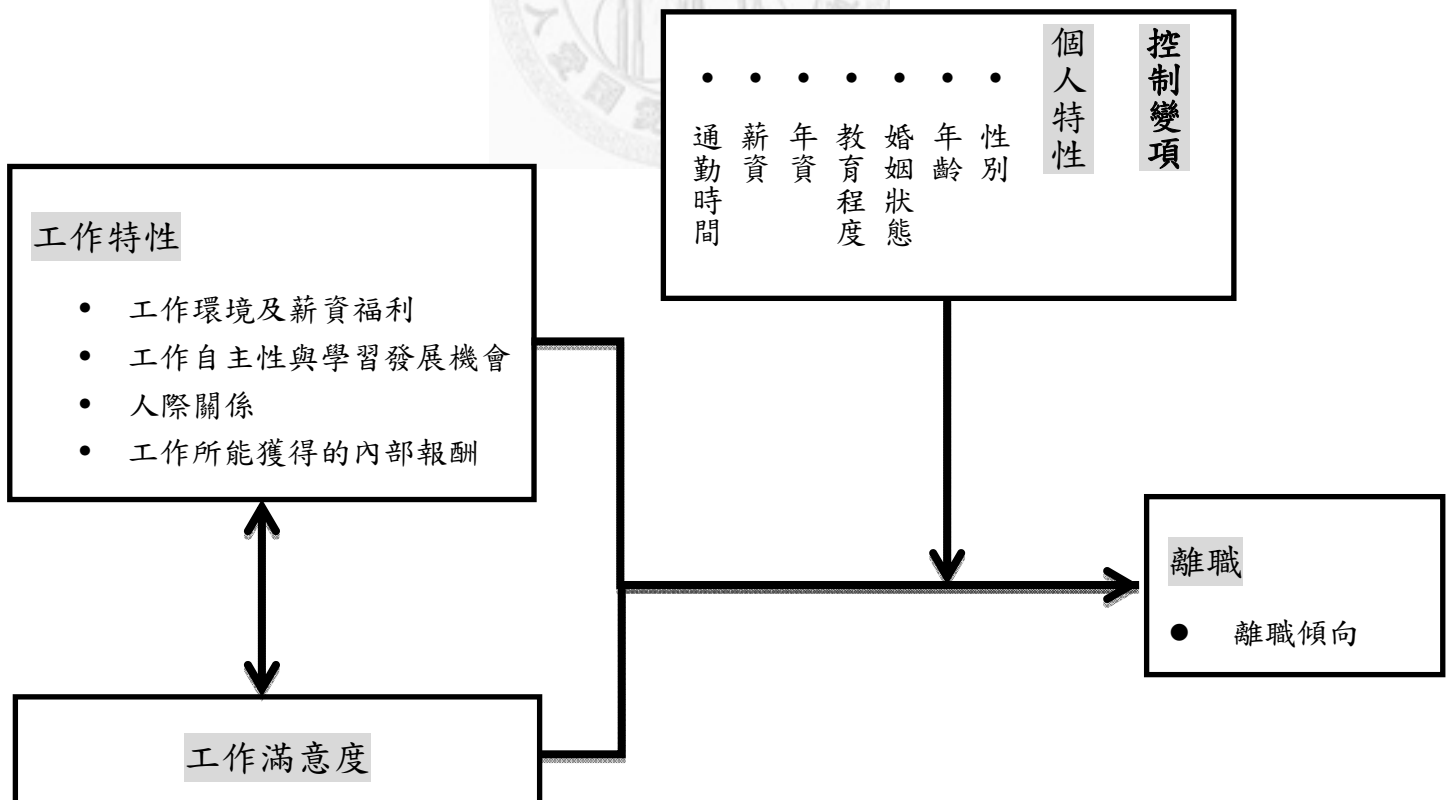 控制變項
個人特性
• 性別
• 年齡
• 婚姻狀態
• 教育程度
• 年資
• 薪資
• 通勤時間
工作特性
• 工作環境及薪資福利
• 工作自主性與學習發展機會
• 人際關係
• 工作所能獲得的內部報酬
離職
• 離職傾向
工作滿意度